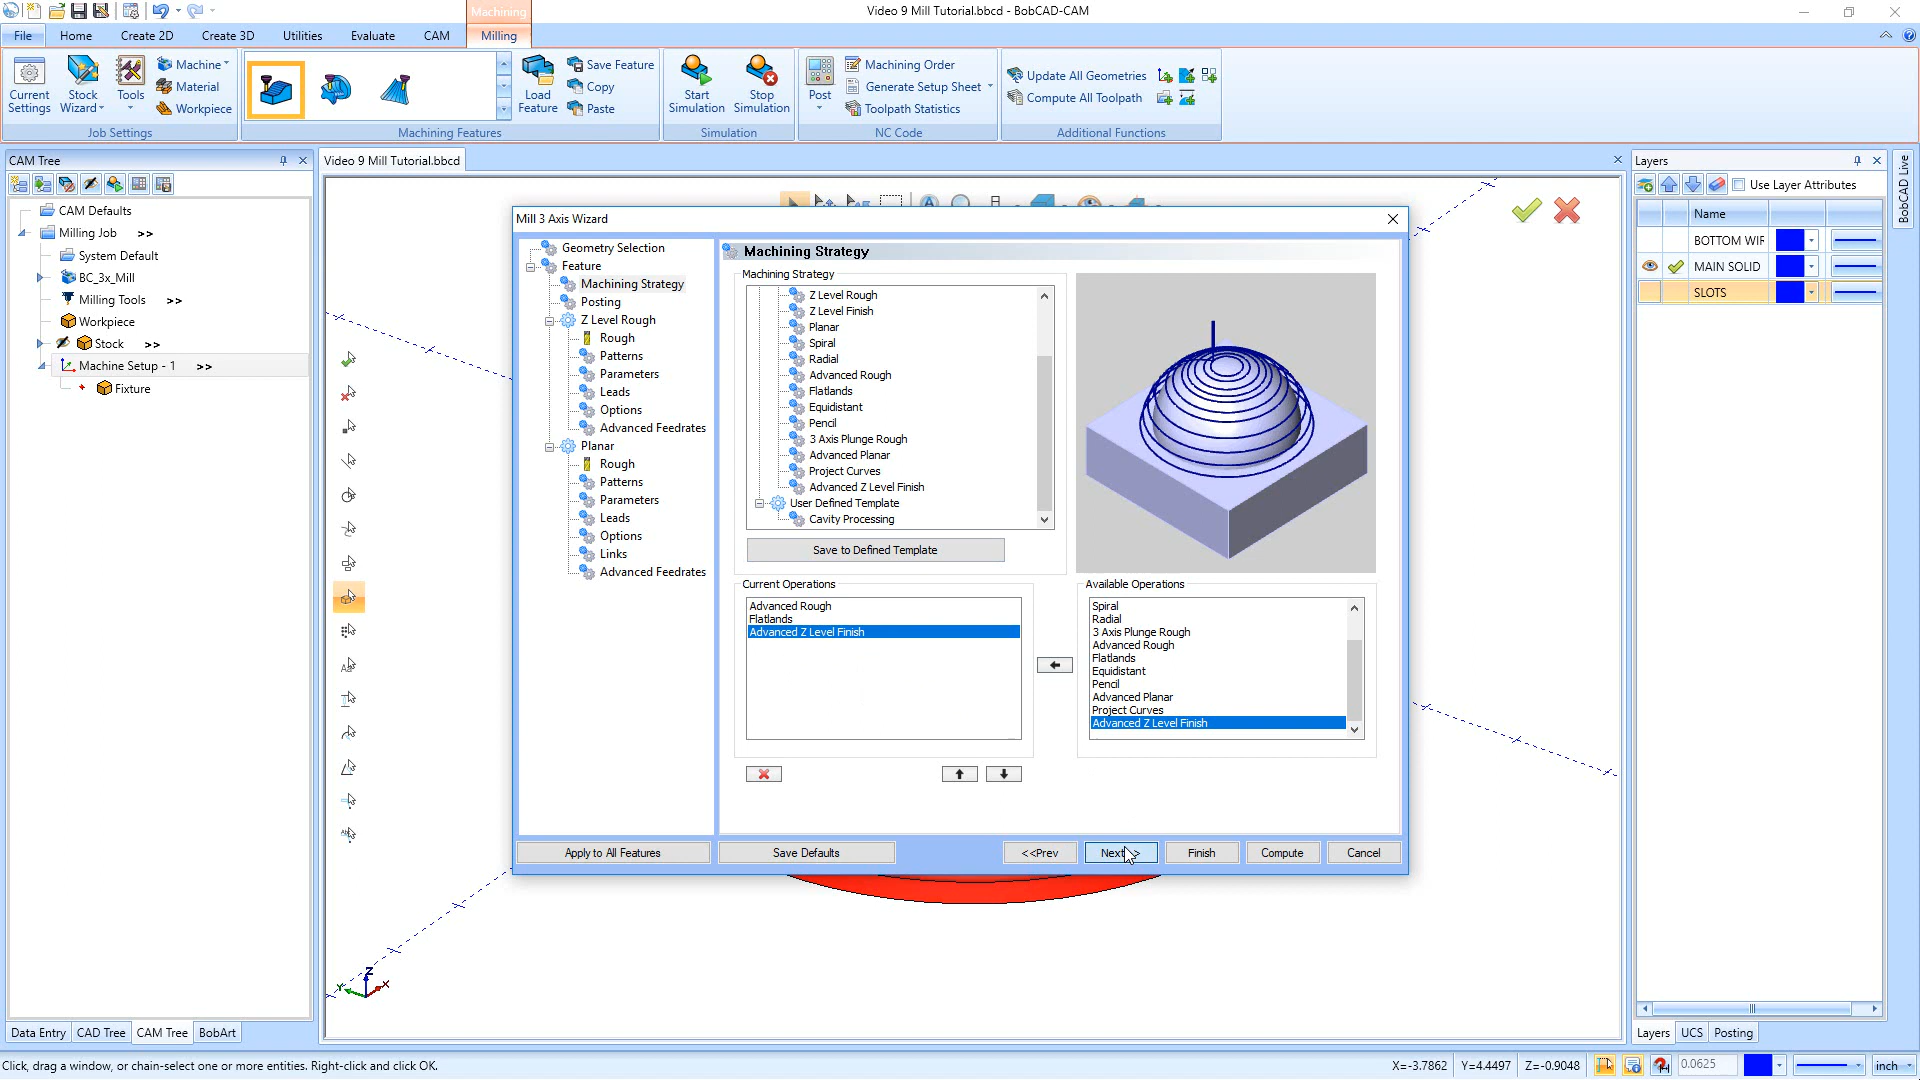 Video 9 Mill Tutorial.bbcd - BobCAD-CAM
Machining
File
Home
Create 2D
Create 3D
Utilities
Evaluate
CAM
Milling
Current Settings
Stock Wizard
Tools
Machine
Material
Workpiece
Job Settings
Load Feature
Save Feature
Copy
Paste
Machining Features
Start Simulation
Stop Simulation
Simulation
Post
Machining Order
Generate Setup Sheet
Toolpath Statistics
NC Code
Update All Geometries
Compute All Toolpath
Additional Functions
CAM Tree
Video 9 Mill Tutorial.bbcd
CAM Defaults
Milling Job >>
System Default
BC_3x_Mill
Milling Tools >>
Workpiece
Stock >>
Machine Setup - 1 >>
Fixture
Mill 3 Axis Wizard
Geometry Selection
Feature
Machining Strategy
Posting
Z Level Rough
Rough
Patterns
Parameters
Leads
Options
Advanced Feedrates
Planar
Rough
Patterns
Parameters
Leads
Options
Links
Advanced Feedrates
Machining Strategy
Machining Strategy
Z Level Rough
Z Level Finish
Planar
Spiral
Radial
Advanced Rough
Flatlands
Equidistant
Pencil
3 Axis Plunge Rough
Advanced Planar
Project Curves
Advanced Z Level Finish
User Defined Template
Cavity Processing
Save to Defined Template
Current Operations
Advanced Rough
Flatlands
Advanced Z Level Finish
Available Operations
Spiral
Radial
3 Axis Plunge Rough
Advanced Rough
Flatlands
Equidistant
Pencil
Advanced Planar
Project Curves
Advanced Z Level Finish
Apply to All Features
Save Defaults
<<Prev
Next>>
Finish
Compute
Cancel
Z
Y
X
Layers
Use Layer Attributes
Name
BOTTOM WIF
MAIN SOLID
SLOTS
BobCAD Live
Data Entry
CAD Tree
CAM Tree
BobArt
Layers
UCS
Posting
Click, drag a window, or chain-select one or more entities. Right-click and click OK.
X=-3.7862
Y=4.4497
Z=-0.9048
0.0625
inch